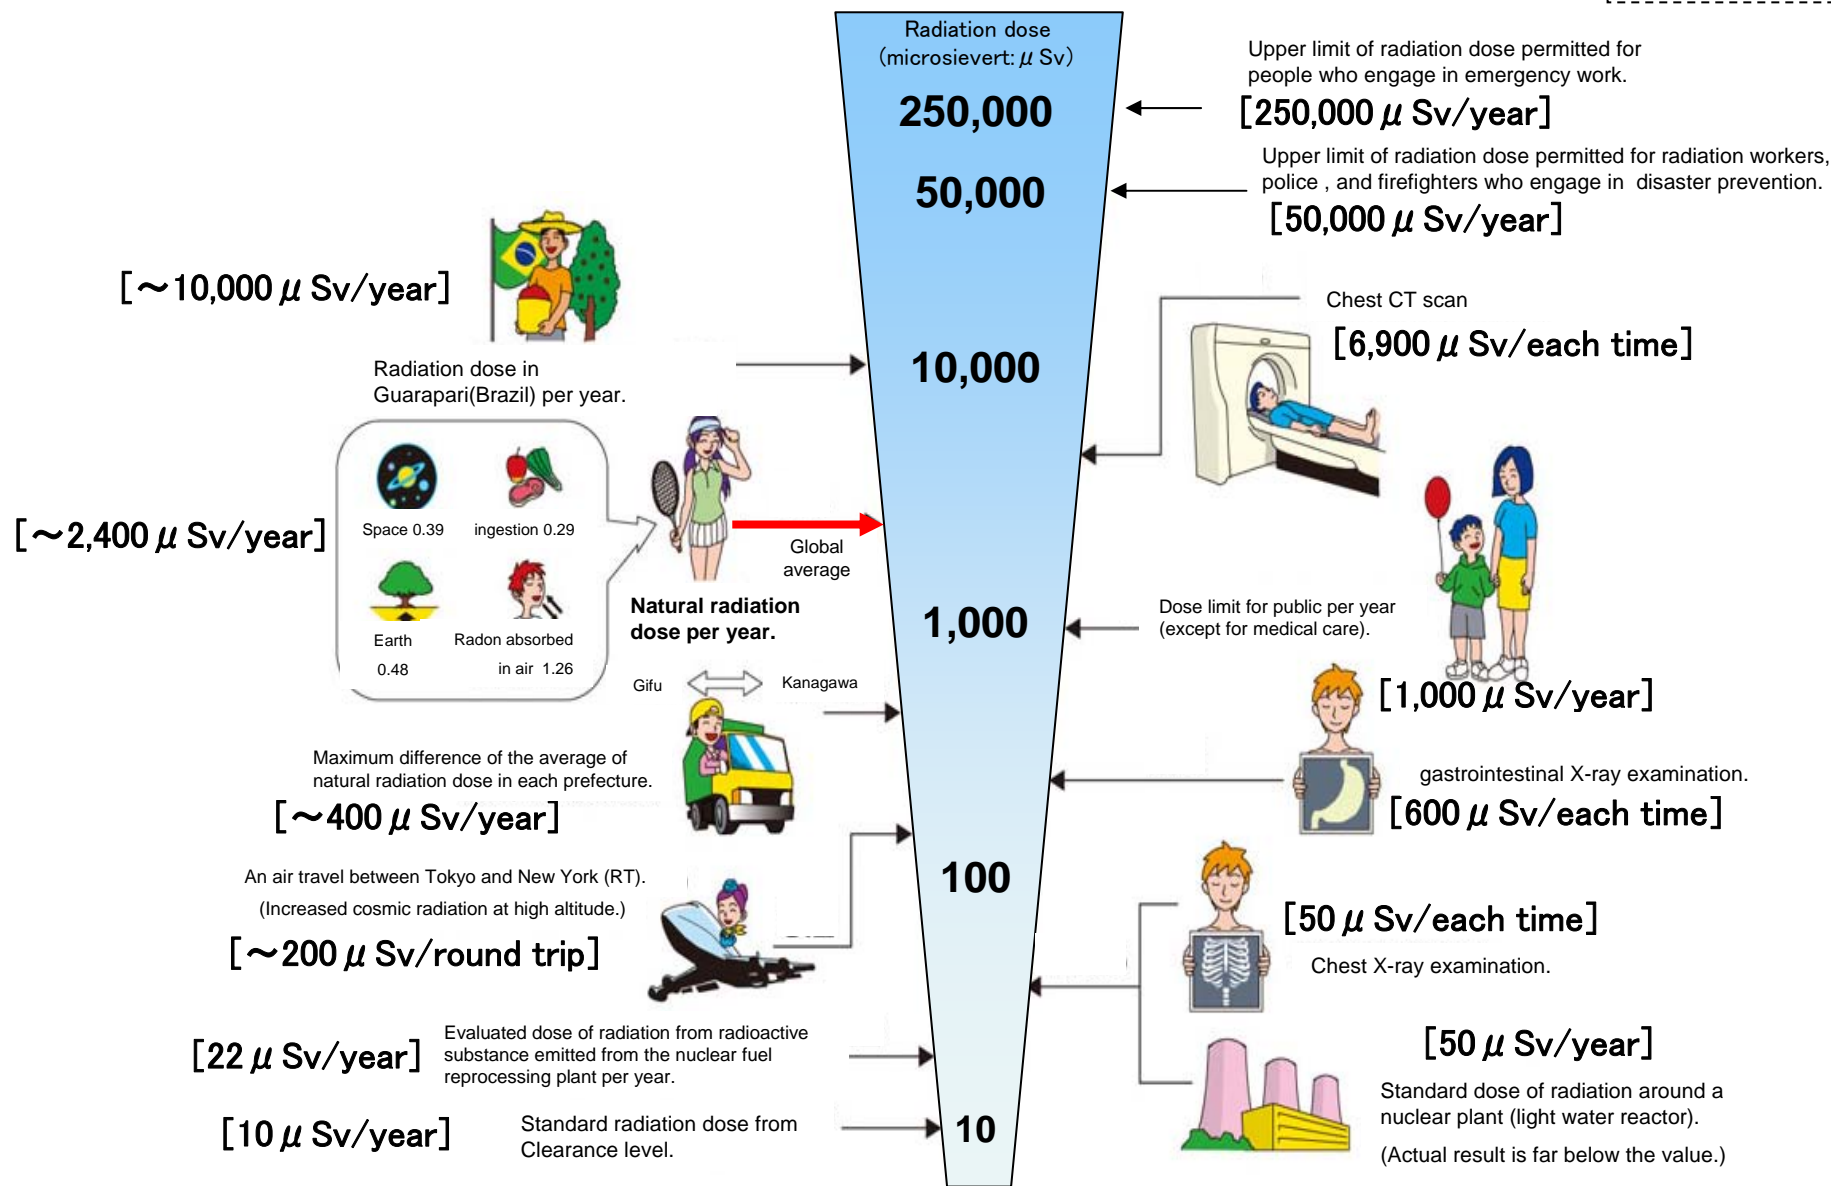 Radiation dose
(microsievert: μ Sv)
250,000
50,000
10,000
1,000
100
10
Upper limit of radiation dose permitted for
people who engage in emergency work.
[250,000 μ Sv/year]
Upper limit of radiation dose permitted for radiation workers,
police , and firefighters who engage in disaster prevention.
[50,000 μ Sv/year]
[~10,000 μ Sv/year]
Radiation dose in
Guarapari(Brazil) per year.
Chest CT scan
[6,900 μ Sv/each time]
[~2,400 μ Sv/year]
Space 0.39
ingestion 0.29
Earth
0.48
Radon absorbed
in air 1.26
Global
average
Natural radiation
dose per year.
Dose limit for public per year
(except for medical care).
[1,000 μ Sv/year]
Gifu
Kanagawa
Maximum difference of the average of
natural radiation dose in each prefecture.
[~400 μ Sv/year]
gastrointestinal X-ray examination.
[600 μ Sv/each time]
An air travel between Tokyo and New York (RT).
(Increased cosmic radiation at high altitude.)
[~200 μ Sv/round trip]
[50 μ Sv/each time]
Chest X-ray examination.
[22 μ Sv/year]
Evaluated dose of radiation from radioactive
substance emitted from the nuclear fuel
reprocessing plant per year.
[50 μ Sv/year]
Standard dose of radiation around a
nuclear plant (light water reactor).
(Actual result is far below the value.)
[10 μ Sv/year]
Standard radiation dose from
Clearance level.